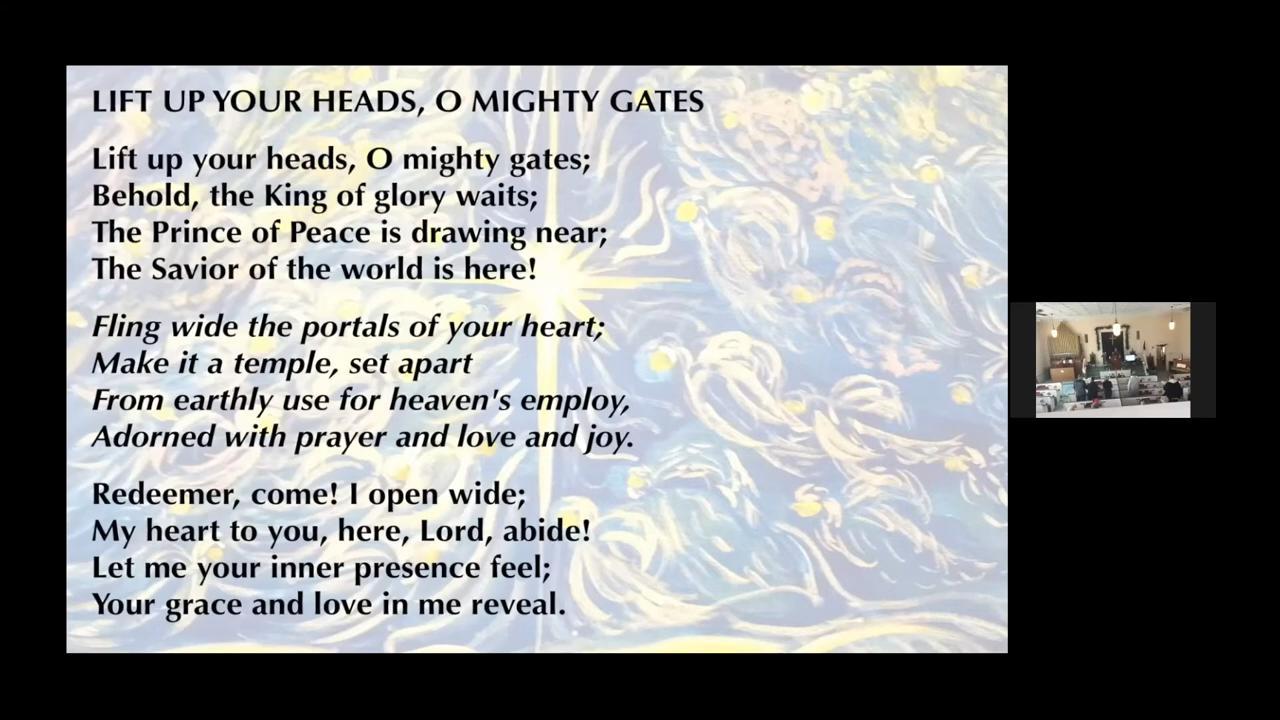 LIFT UP YOUR HEADS, O MIGHTY GATES
Lift up your heads, O mighty gates;
Behold, the King of glory waits;
The Prince of Peace is drawing near;
The Savior of the world is here!
Fling wide the portals of your heart;
Make it a temple, set apart
From earthly use for heaven's employ,
Adorned with prayer and love and joy.
Redeemer, come! I open wide;
My heart to you, here, Lord, abide!
Let me your inner presence feel;
Your grace and love in me reveal.